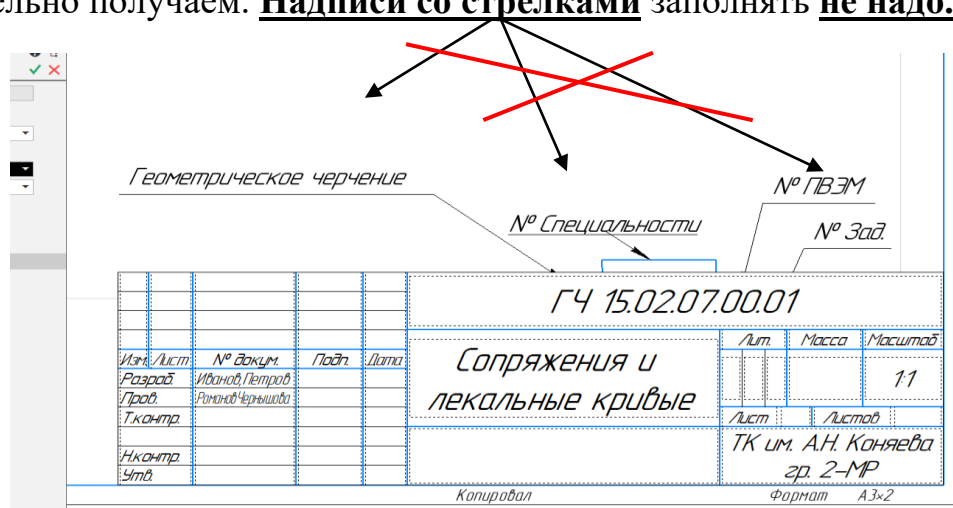 ельно получаем. Надписи со стрелками заполнять не надо.
Геометрическое черчение
№ ПВЭМ
№ Специальности
№ Зад.
ГЧ 15.02.07.00.01
Лит. Масса Масштаб
Изм. Лист № докум. Подп. Дата
Сопряжения и
лекальные кривые
1:1
Разраб. Иванов, Петров
Пров. Романов Чернышова
Т.контр.
Лист Листов
ТК им. А.Н. Коняева
гр. 2-МР
Н.контр.
Утв.
Копировал Формат А3×2